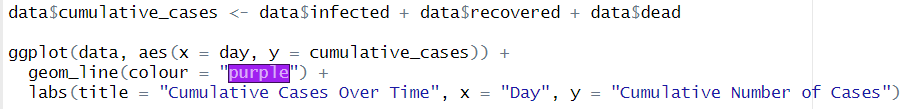 data$cumulative_cases <- data$infected + data$recovered + data$dead
ggplot(data, aes(x = day, y = cumulative_cases)) +
geom_line(colour = "purple") +
labs(title = "Cumulative Cases Over Time", x = "Day", y = "Cumulative Number of Cases")